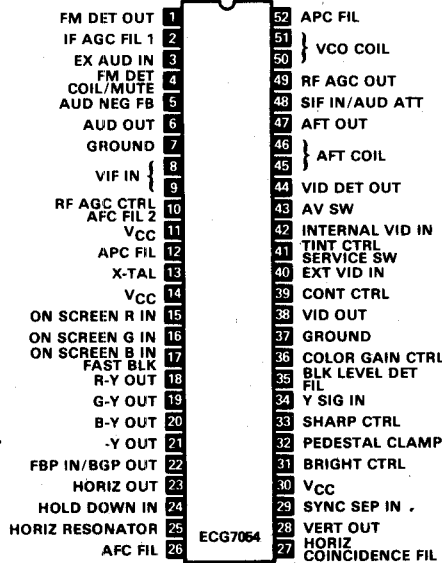 FM DET OUT 1
IF AGC FIL 1 2
EX AUD IN 3
FM DET
COIL/MUTE 4
AUD NEG FB 5
AUD OUT 6
GROUND 7
VIF IN { 8
9
RF AGC CTRL
AFC FIL 2 10
VCC 11
APC FIL 12
X-TAL 13
VCC 14
ON SCREEN R IN 15
ON SCREEN G IN 16
ON SCREEN B IN
FAST BLK 17
R-Y OUT 18
G-Y OUT 19
B-Y OUT 20
-Y OUT 21
FBP IN/BGP OUT 22
HORIZ OUT 23
HOLD DOWN IN 24
HORIZ RESONATOR 25
AFC FIL 26
ECG7054
52 APC FIL
51 } VCO COIL
50
49 RF AGC OUT
48 SIF IN/AUD ATT
47 AFT OUT
46 } AFT COIL
45
44 VID DET OUT
43 AV SW
42 INTERNAL VID IN
41 TINT CTRL
SERVICE SW
40 EXT VID IN
39 CONT CTRL
38 VID OUT
37 GROUND
36 COLOR GAIN CTRL
35 BLK LEVEL DET
FIL
34 Y SIG IN
33 SHARP CTRL
32 PEDESTAL CLAMP
31 BRIGHT CTRL
30 VCC
29 SYNC SEP IN
28 VERT OUT
27 HORIZ
COINCIDENCE FIL